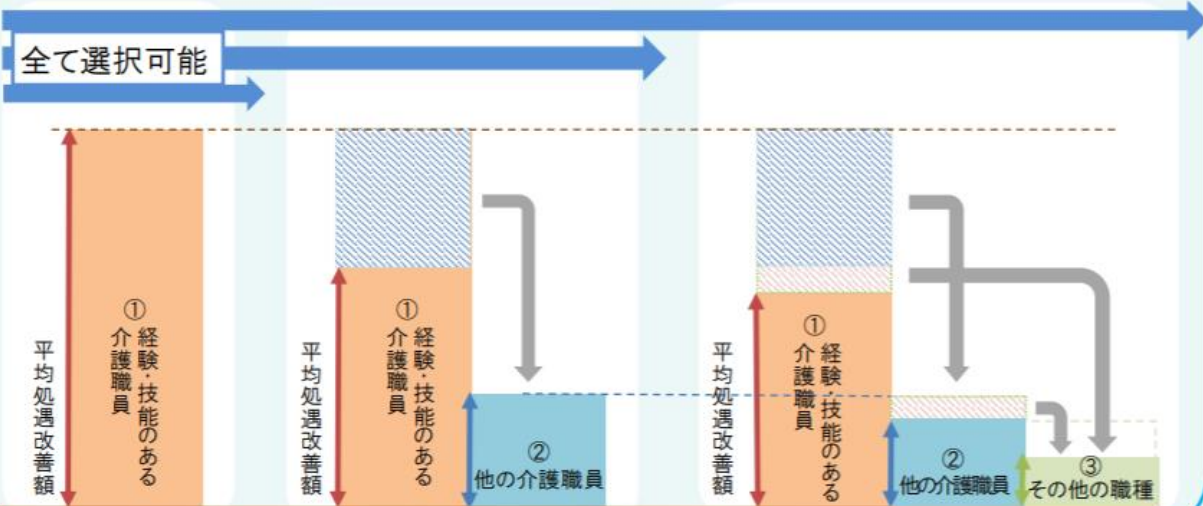 全て選択可能
平均処遇改善額
①
経験・技能のある
介護職員
平均処遇改善額
①
経験・技能のある
介護職員
②
他の介護職員
平均処遇改善額
①
経験・技能のある
介護職員
②
他の介護職員
③
その他の職種